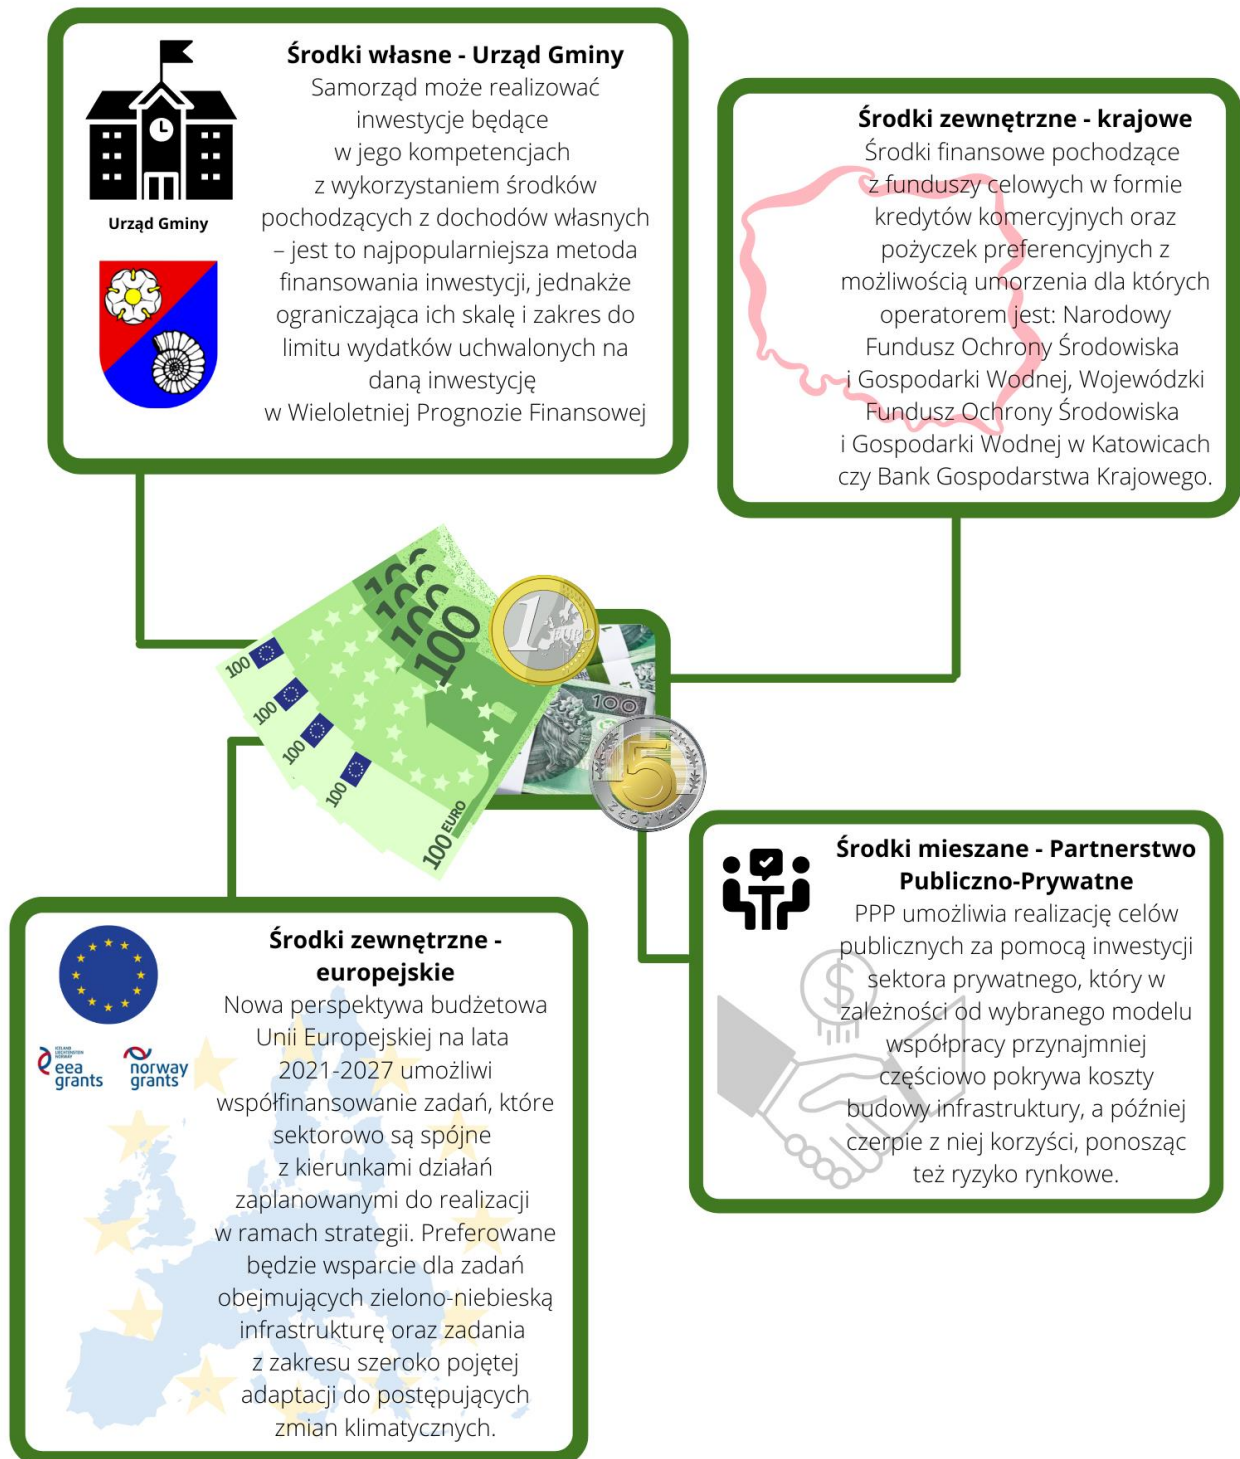 Środki własne - Urząd Gminy
Samorząd może realizować
inwestycje będące
w jego kompetencjach
z wykorzystaniem środków
pochodzących z dochodów własnych
– jest to najpopularniejsza metoda
finansowania inwestycji, jednakże
ograniczająca ich skalę i zakres do
limitu wydatków uchwalonych na
daną inwestycję
w Wieloletniej Prognozie Finansowej
Urząd Gminy
Środki zewnętrzne - krajowe
Środki finansowe pochodzące
z funduszy celowych w formie
kredytów komercyjnych oraz
pożyczek preferencyjnych z
możliwością umorzenia dla których
operatorem jest: Narodowy
Fundusz Ochrony Środowiska
i Gospodarki Wodnej, Wojewódzki
Fundusz Ochrony Środowiska
i Gospodarki Wodnej w Katowicach
czy Bank Gospodarstwa Krajowego.
100
100
100
100
1 EURO
100
100
100
100
100 EURO
100
5
ZŁOTYCH
Środki mieszane - Partnerstwo
Publiczno-Prywatne
PPP umożliwia realizację celów
publicznych za pomocą inwestycji
sektora prywatnego, który w
zależności od wybranego modelu
współpracy przynajmniej
częściowo pokrywa koszty
budowy infrastruktury, a później
czerpie z niej korzyści, ponosząc
też ryzyko rynkowe.
$
Środki zewnętrzne -
europejskie
Nowa perspektywa budżetowa
Unii Europejskiej na lata
2021-2027 umożliwi
współfinansowanie zadań, które
sektorowo są spójne
z kierunkami działań
zaplanowanymi do realizacji
w ramach strategii. Preferowane
będzie wsparcie dla zadań
obejmujących zielono-niebieską
infrastrukturę oraz zadania
z zakresu szeroko pojętej
adaptacji do postępujących
zmian klimatycznych.
ICELAND
LIECHTENSTEIN
NORWAY
eea
grants
norway
grants